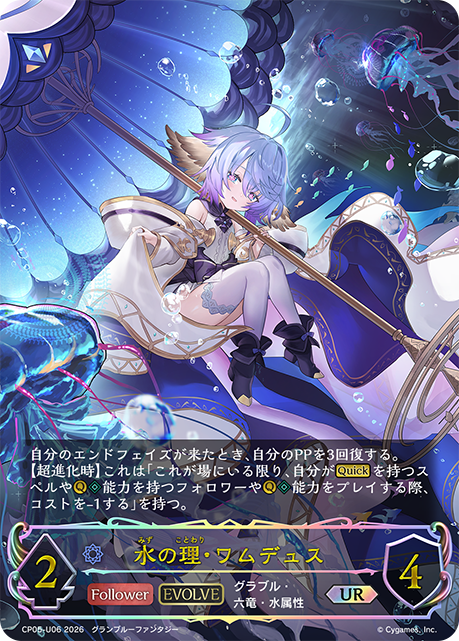 自分のエンドフェイズが来たとき、自分のPPを3回復する。
【超進化時】これは「これが場にいる限り、自分がQuickを持つス
ペルやQ能力を持つフォロワーやQ能力をプレイする際、
コストを-1する」を持つ。
みず ことわり
水の理・ワムデュス
2
4
Follower
EVOLVE
グラブル・
六竜・水属性
UR
CP05-U06 2026 グランブルーファンタジー
© Cygames, Inc.